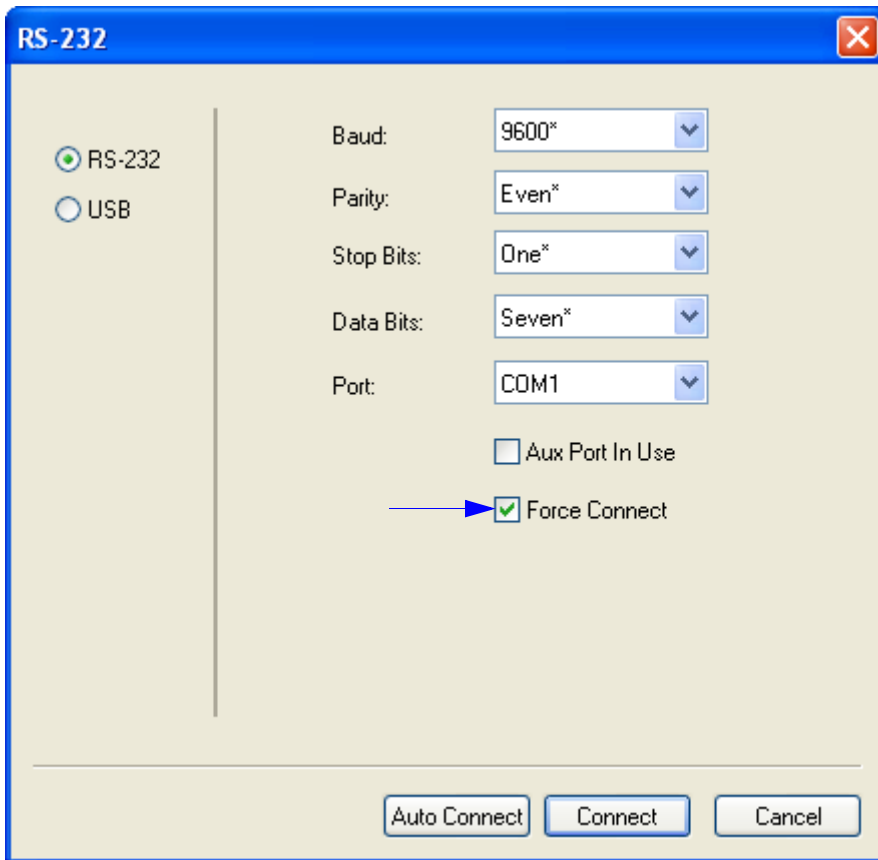 RS-232
RS-232
USB
Baud: 9600*
Parity: Even*
Stop Bits: One*
Data Bits: Seven*
Port: COM1
Aux Port In Use
Force Connect
Auto Connect Connect Cancel